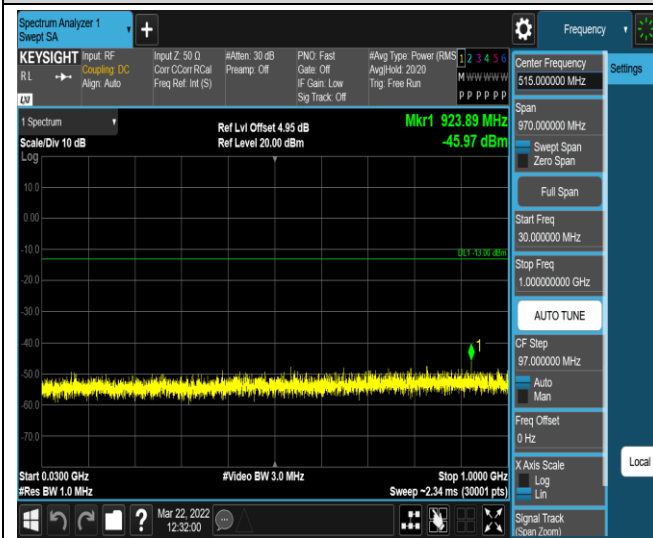 Spectrum Analyzer 1
Swept SA
+
Frequency
KEYSIGHT
RL
LXI
Input: RF
Coupling: DC
Align: Auto
Input Z: 50 Ω
Corr CCorr RCal
Freq Ref: Int (S)
#Atten: 30 dB
Preamp: Off
PNO: Fast
Gate: Off
IF Gain: Low
Sig Track: Off
#Avg Type: Power (RMS
Avg|Hold: 20/20
Trig: Free Run
1 2 3 4 5 6
M W W W W W
P P P P P P
1 Spectrum
Scale/Div 10 dB
Log
Ref Lvl Offset 4.95 dB
Ref Level 20.00 dBm
Mkr1 923.89 MHz
-45.97 dBm
10.0
0.00
-10.0
DL1 -13.00 dBm
-20.0
-30.0
-40.0
1
-50.0
-60.0
-70.0
Start 0.0300 GHz
#Res BW 1.0 MHz
#Video BW 3.0 MHz
Stop 1.0000 GHz
Sweep ~2.34 ms (30001 pts)
?
Mar 22, 2022
12:32:00
Center Frequency
515.000000 MHz
Span
970.000000 MHz
Swept Span
Zero Span
Full Span
Start Freq
30.000000 MHz
Stop Freq
1.000000000 GHz
AUTO TUNE
CF Step
97.000000 MHz
Auto
Man
Freq Offset
0 Hz
X Axis Scale
Log
Lin
Signal Track
(Span Zoom)
Settings
Local